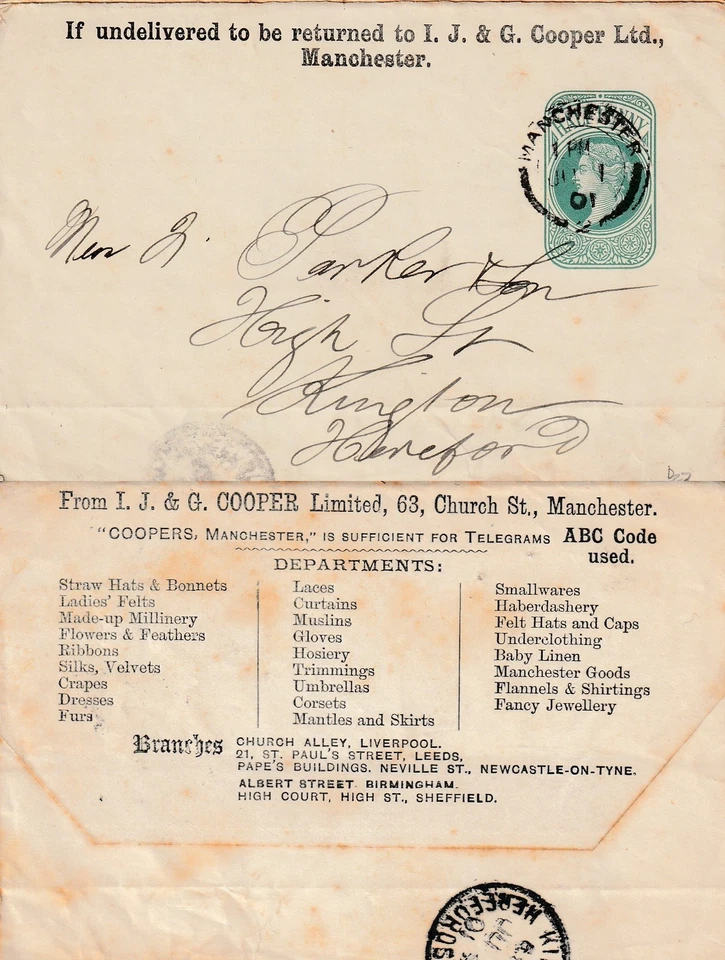 If undelivered to be returned to I. J. & G. Cooper Ltd.,
Manchester.
MANCHESTER
1 PM
1
01
Parker & Son
High St
Kington
Hereford
From I. J. & G. COOPER Limited, 63, Church St., Manchester.
"COOPERS, MANCHESTER," IS SUFFICIENT FOR TELEGRAMS ABC Code
used.
DEPARTMENTS:
Straw Hats & Bonnets
Ladies' Felts
Made-up Millinery
Flowers & Feathers
Ribbons
Silks, Velvets
Crapes
Dresses
Furs
Laces
Curtains
Muslins
Gloves
Hosiery
Trimmings
Umbrellas
Corsets
Mantles and Skirts
Smallwares
Haberdashery
Felt Hats and Caps
Underclothing
Baby Linen
Manchester Goods
Flannels & Shirtings
Fancy Jewellery
Branches
CHURCH ALLEY, LIVERPOOL.
21, ST. PAUL'S STREET, LEEDS,
PAPE'S BUILDINGS. NEVILLE ST., NEWCASTLE-ON-TYNE.
ALBERT STREET BIRMINGHAM.
HIGH COURT, HIGH ST., SHEFFIELD.